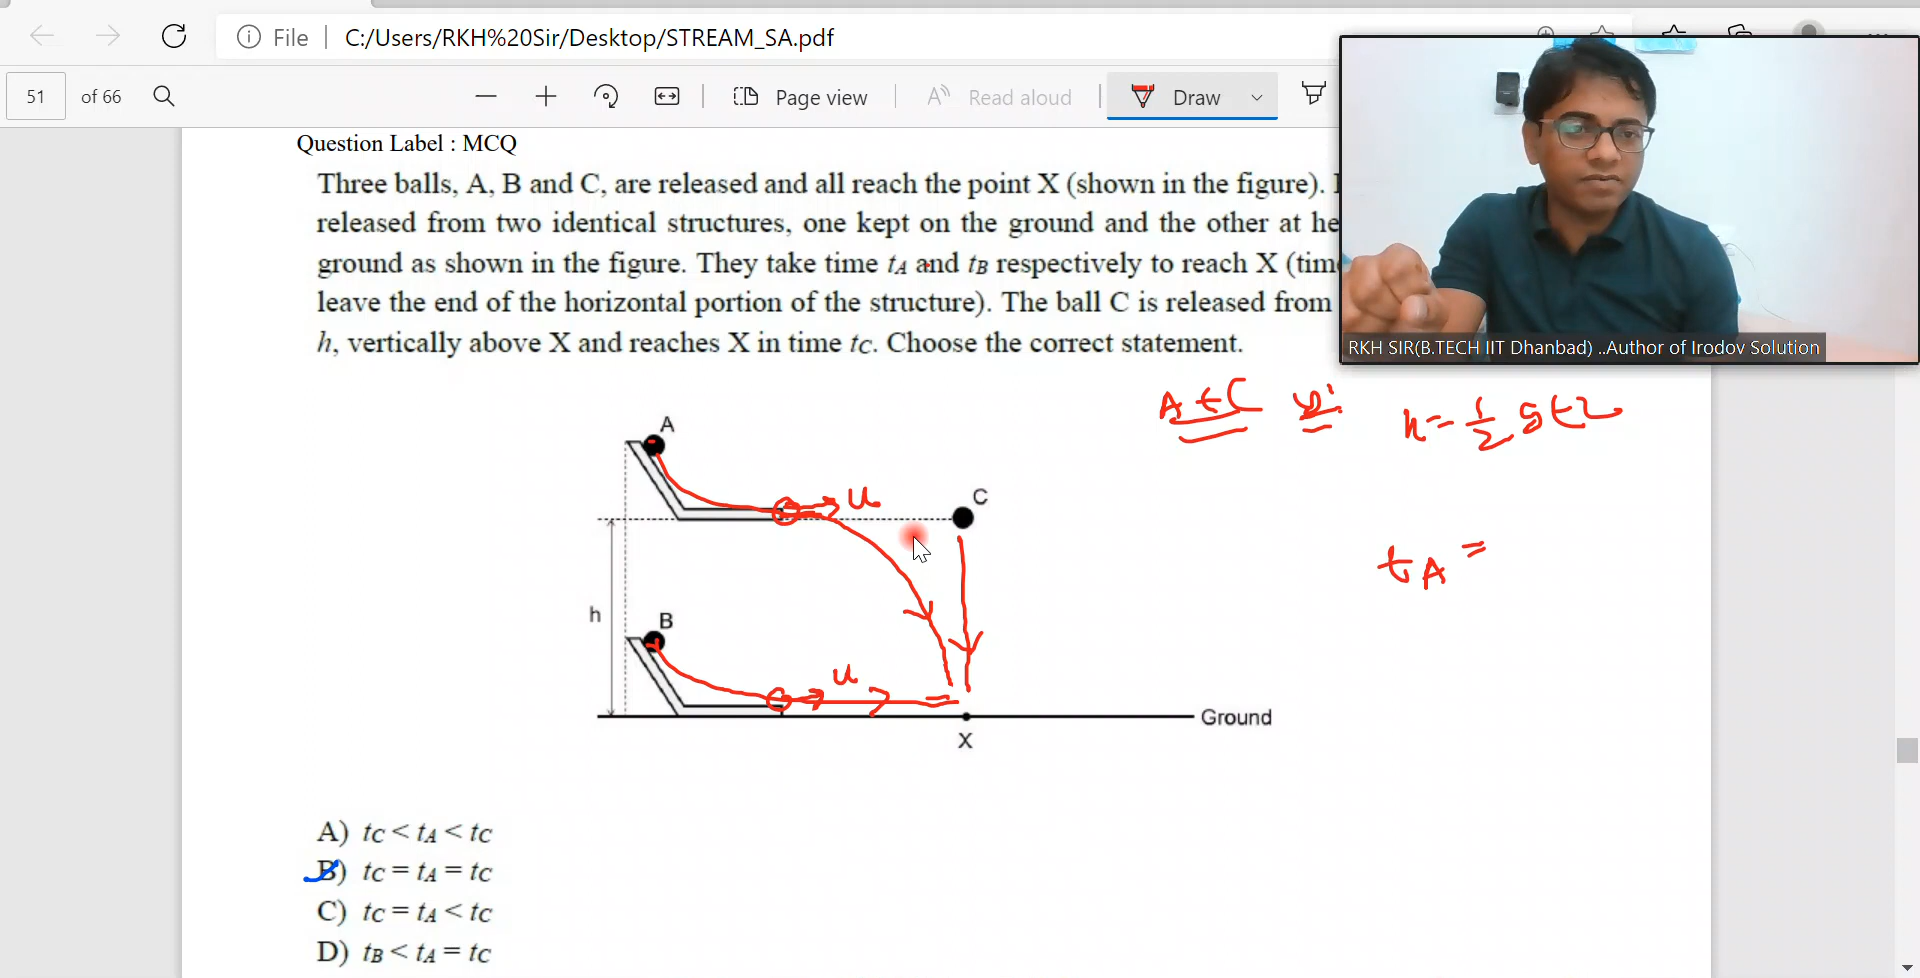 File | C:/Users/RKH%20Sir/Desktop/STREAM_SA.pdf
51 of 66
Page view
Read aloud
Draw
Question Label : MCQ
Three balls, A, B and C, are released and all reach the point X (shown in the figure).
released from two identical structures, one kept on the ground and the other at he
ground as shown in the figure. They take time tA and tB respectively to reach X (tim
leave the end of the horizontal portion of the structure). The ball C is released from
h, vertically above X and reaches X in time tC. Choose the correct statement.
RKH SIR(B.TECH IIT Dhanbad) ..Author of Irodov Solution
A
A & C
h = 1/2 gt2
C
u
tA =
h
B
u
Ground
X
A) tC < tA < tC
B) tC = tA = tC
C) tC = tA < tC
D) tB < tA = tC